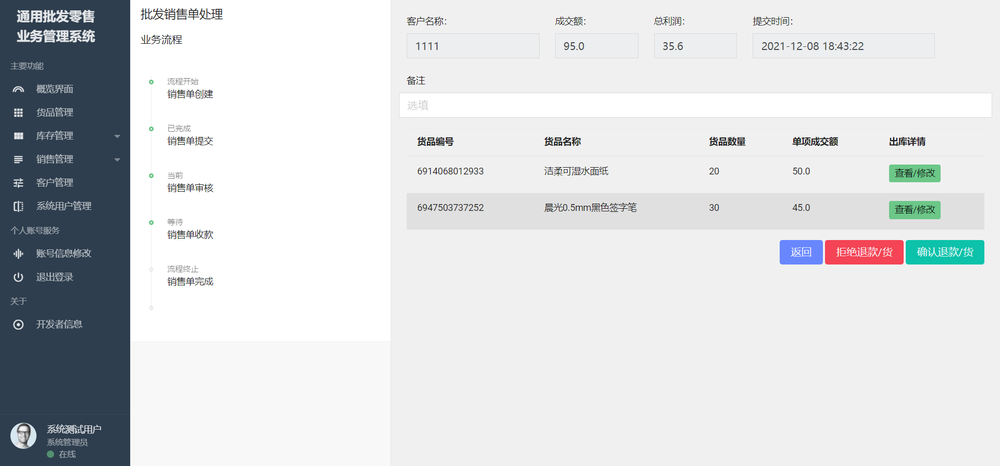 通用批发零售
业务管理系统
主要功能
概览界面
货品管理
库存管理
销售管理
客户管理
系统用户管理
个人账号服务
账号信息修改
退出登录
关于
开发者信息
系统测试用户
系统管理员
在线
批发销售单处理
业务流程
流程开始
销售单创建
已完成
销售单提交
当前
销售单审核
等待
销售单收款
流程终止
销售单完成
客户名称: 成交额: 总利润: 提交时间:
1111 95.0 35.6 2021-12-08 18:43:22
备注
选填
货品编号 货品名称 货品数量 单项成交额 出库详情
6914068012933 洁柔可湿水面纸 20 50.0 查看/修改
6947503737252 晨光0.5mm黑色签字笔 30 45.0 查看/修改
返回 拒绝退款/货 确认退款/货